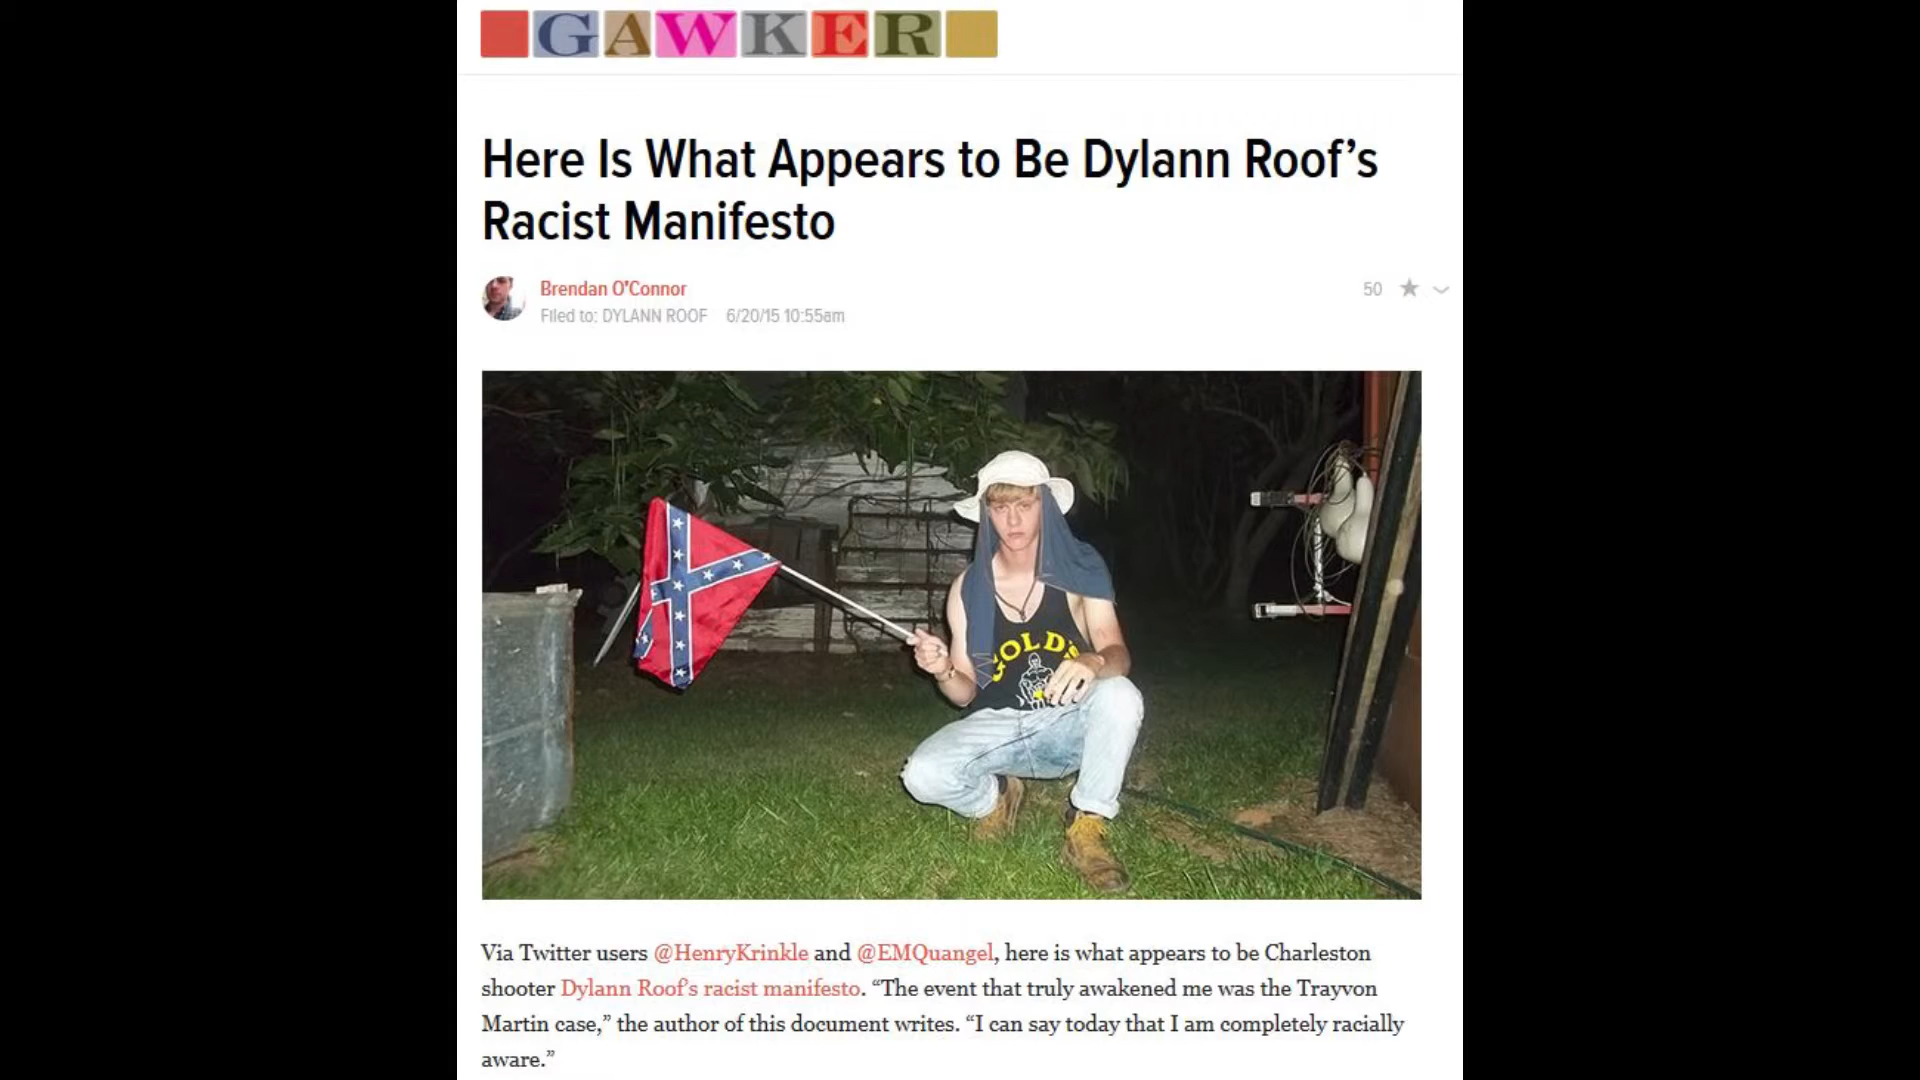 GAWKER
Here Is What Appears to Be Dylann Roof’s
Racist Manifesto
Brendan O'Connor
Filed to: DYLANN ROOF 6/20/15 10:55am
50
GOLD'S
Via Twitter users @HenryKrinkle and @EMQuangel, here is what appears to be Charleston
shooter Dylann Roof's racist manifesto. “The event that truly awakened me was the Trayvon
Martin case,” the author of this document writes. “I can say today that I am completely racially
aware.”